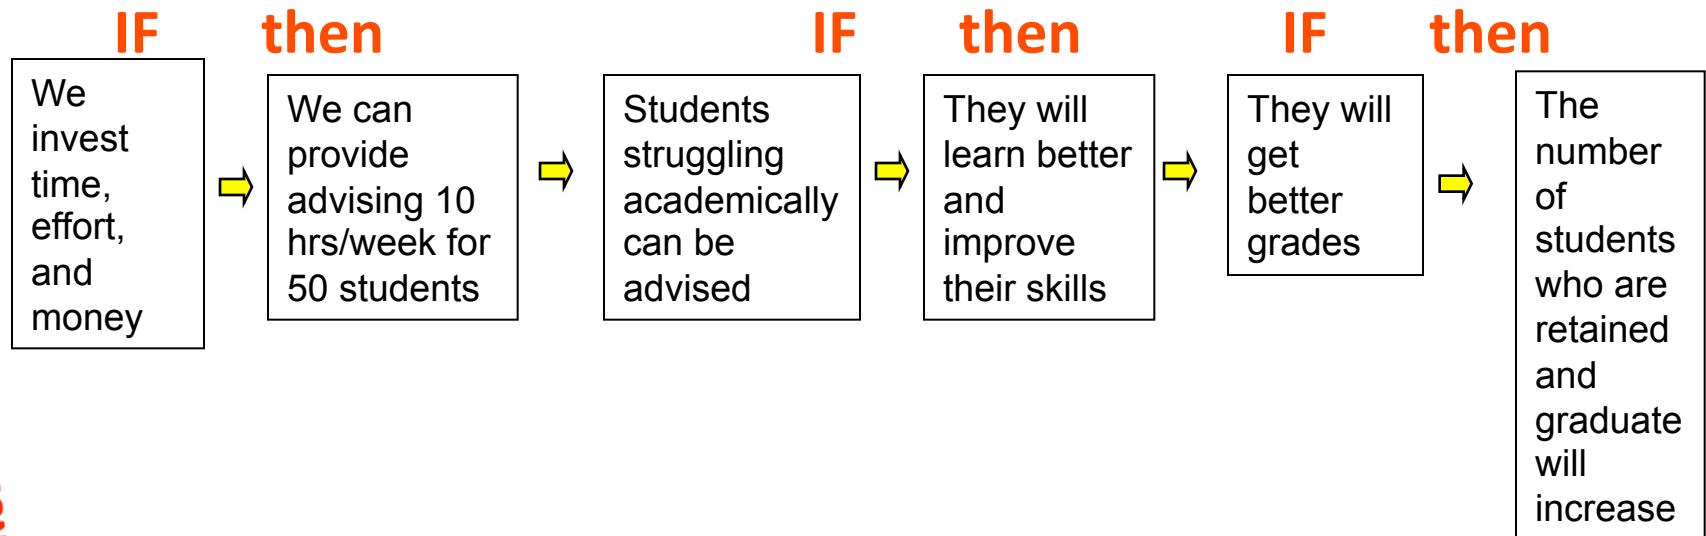 IF then IF then IF then
We
invest
time,
effort,
and
money
We can
provide
advising 10
hrs/week for
50 students
Students
struggling
academically
can be
advised
They will
learn better
and
improve
their skills
They will
get
better
grades
The
number
of
students
who are
retained
and
graduate
will
increase